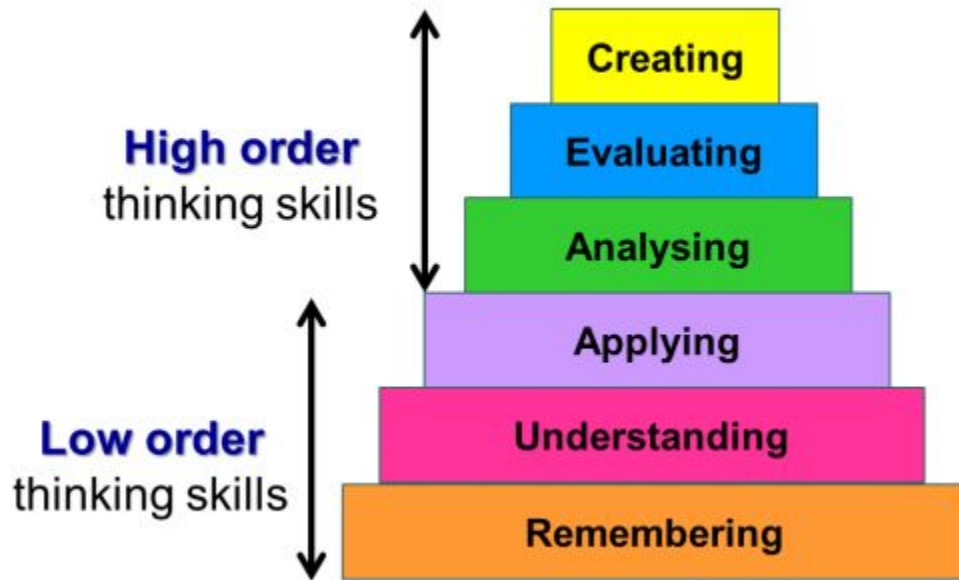 Creating
Evaluating
High order
thinking skills
Analysing
Applying
Low order
thinking skills
Understanding
Remembering